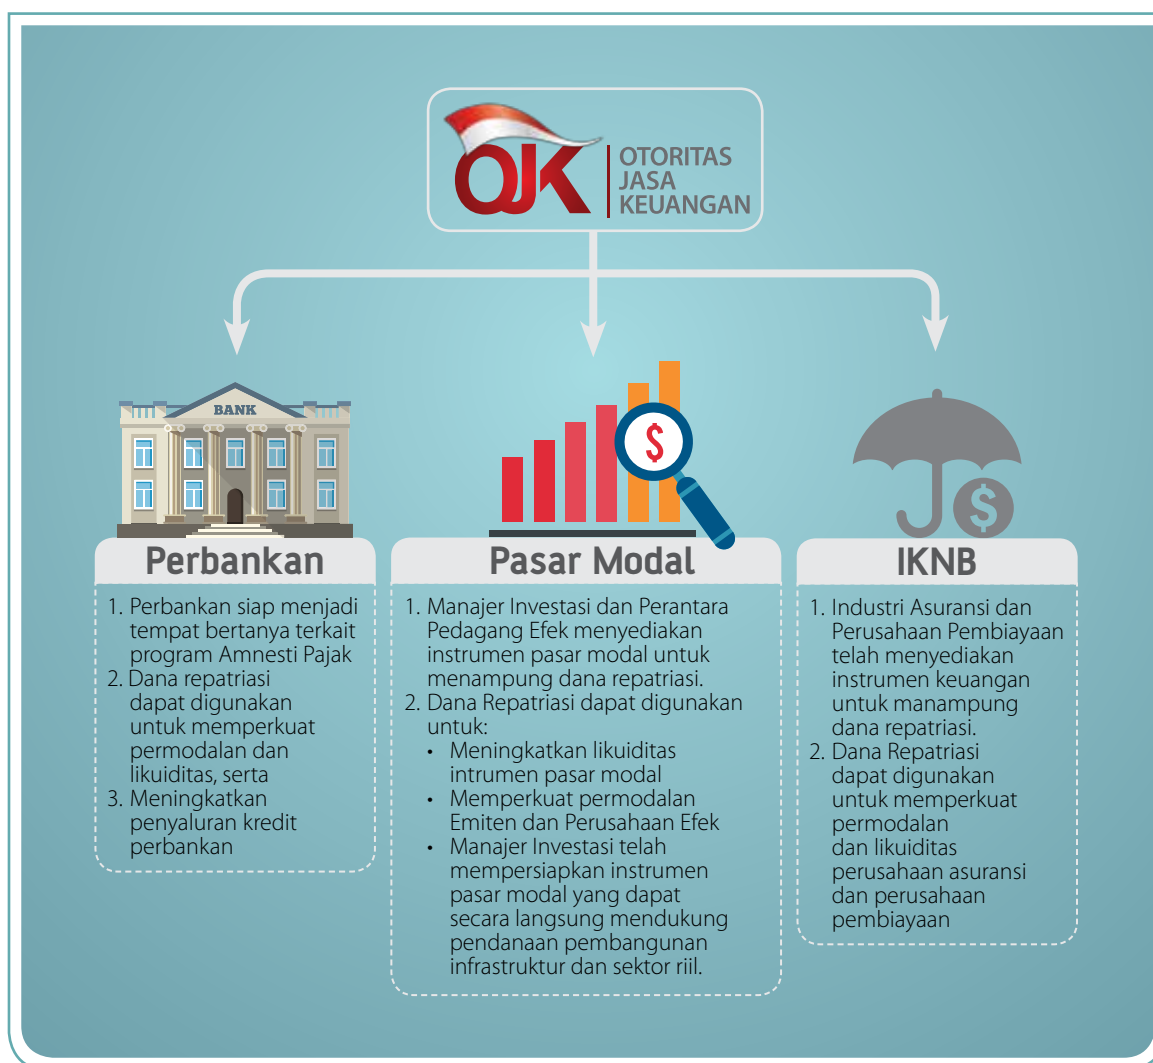 OJK
OTORITAS
JASA
KEUANGAN
BANK
$
$
Perbankan
1. Perbankan siap menjadi
tempat bertanya terkait
program Amnesti Pajak
2. Dana repatriasi
dapat digunakan
untuk memperkuat
permodalan dan
likuiditas, serta
3. Meningkatkan
penyaluran kredit
perbankan
Pasar Modal
1. Manajer Investasi dan Perantara
Pedagang Efek menyediakan
instrumen pasar modal untuk
menampung dana repatriasi.
2. Dana Repatriasi dapat digunakan
untuk:
• Meningkatkan likuiditas
intrumen pasar modal
• Memperkuat permodalan
Emiten dan Perusahaan Efek
• Manajer Investasi telah
mempersiapkan instrumen
pasar modal yang dapat
secara langsung mendukung
pendanaan pembangunan
infrastruktur dan sektor riil.
IKNB
1. Industri Asuransi dan
Perusahaan Pembiayaan
telah menyediakan
instrumen keuangan
untuk manampung
dana repatriasi.
2. Dana Repatriasi
dapat digunakan
untuk memperkuat
permodalan
dan likuiditas
perusahaan asuransi
dan perusahaan
pembiayaan